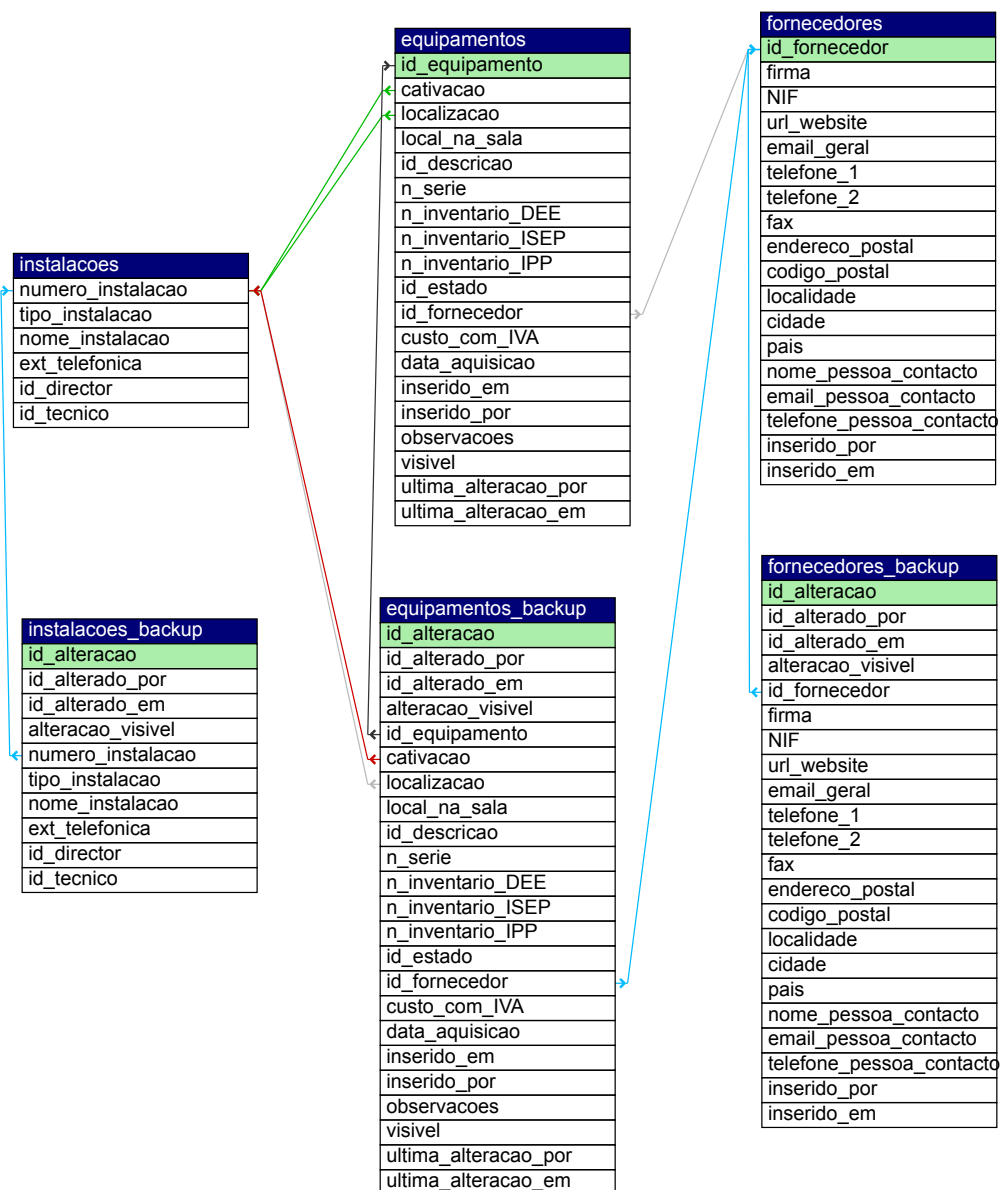 equipamentos
id_equipamento
cativacao
localizacao
local_na_sala
id_descricao
n_serie
n_inventario_DEE
n_inventario_ISEP
n_inventario_IPP
id_estado
id_fornecedor
custo_com_IVA
data_aquisicao
inserido_em
inserido_por
observacoes
visivel
ultima_alteracao_por
ultima_alteracao_em
fornecedores
id_fornecedor
firma
NIF
url_website
email_geral
telefone_1
telefone_2
fax
endereco_postal
codigo_postal
localidade
cidade
pais
nome_pessoa_contacto
email_pessoa_contacto
telefone_pessoa_contacto
inserido_por
inserido_em
instalacoes
numero_instalacao
tipo_instalacao
nome_instalacao
ext_telefonica
id_director
id_tecnico
instalacoes_backup
id_alteracao
id_alterado_por
id_alterado_em
alteracao_visivel
numero_instalacao
tipo_instalacao
nome_instalacao
ext_telefonica
id_director
id_tecnico
equipamentos_backup
id_alteracao
id_alterado_por
id_alterado_em
alteracao_visivel
id_equipamento
cativacao
localizacao
local_na_sala
id_descricao
n_serie
n_inventario_DEE
n_inventario_ISEP
n_inventario_IPP
id_estado
id_fornecedor
custo_com_IVA
data_aquisicao
inserido_em
inserido_por
observacoes
visivel
ultima_alteracao_por
ultima_alteracao_em
fornecedores_backup
id_alteracao
id_alterado_por
id_alterado_em
alteracao_visivel
id_fornecedor
firma
NIF
url_website
email_geral
telefone_1
telefone_2
fax
endereco_postal
codigo_postal
localidade
cidade
pais
nome_pessoa_contacto
email_pessoa_contacto
telefone_pessoa_contacto
inserido_por
inserido_em